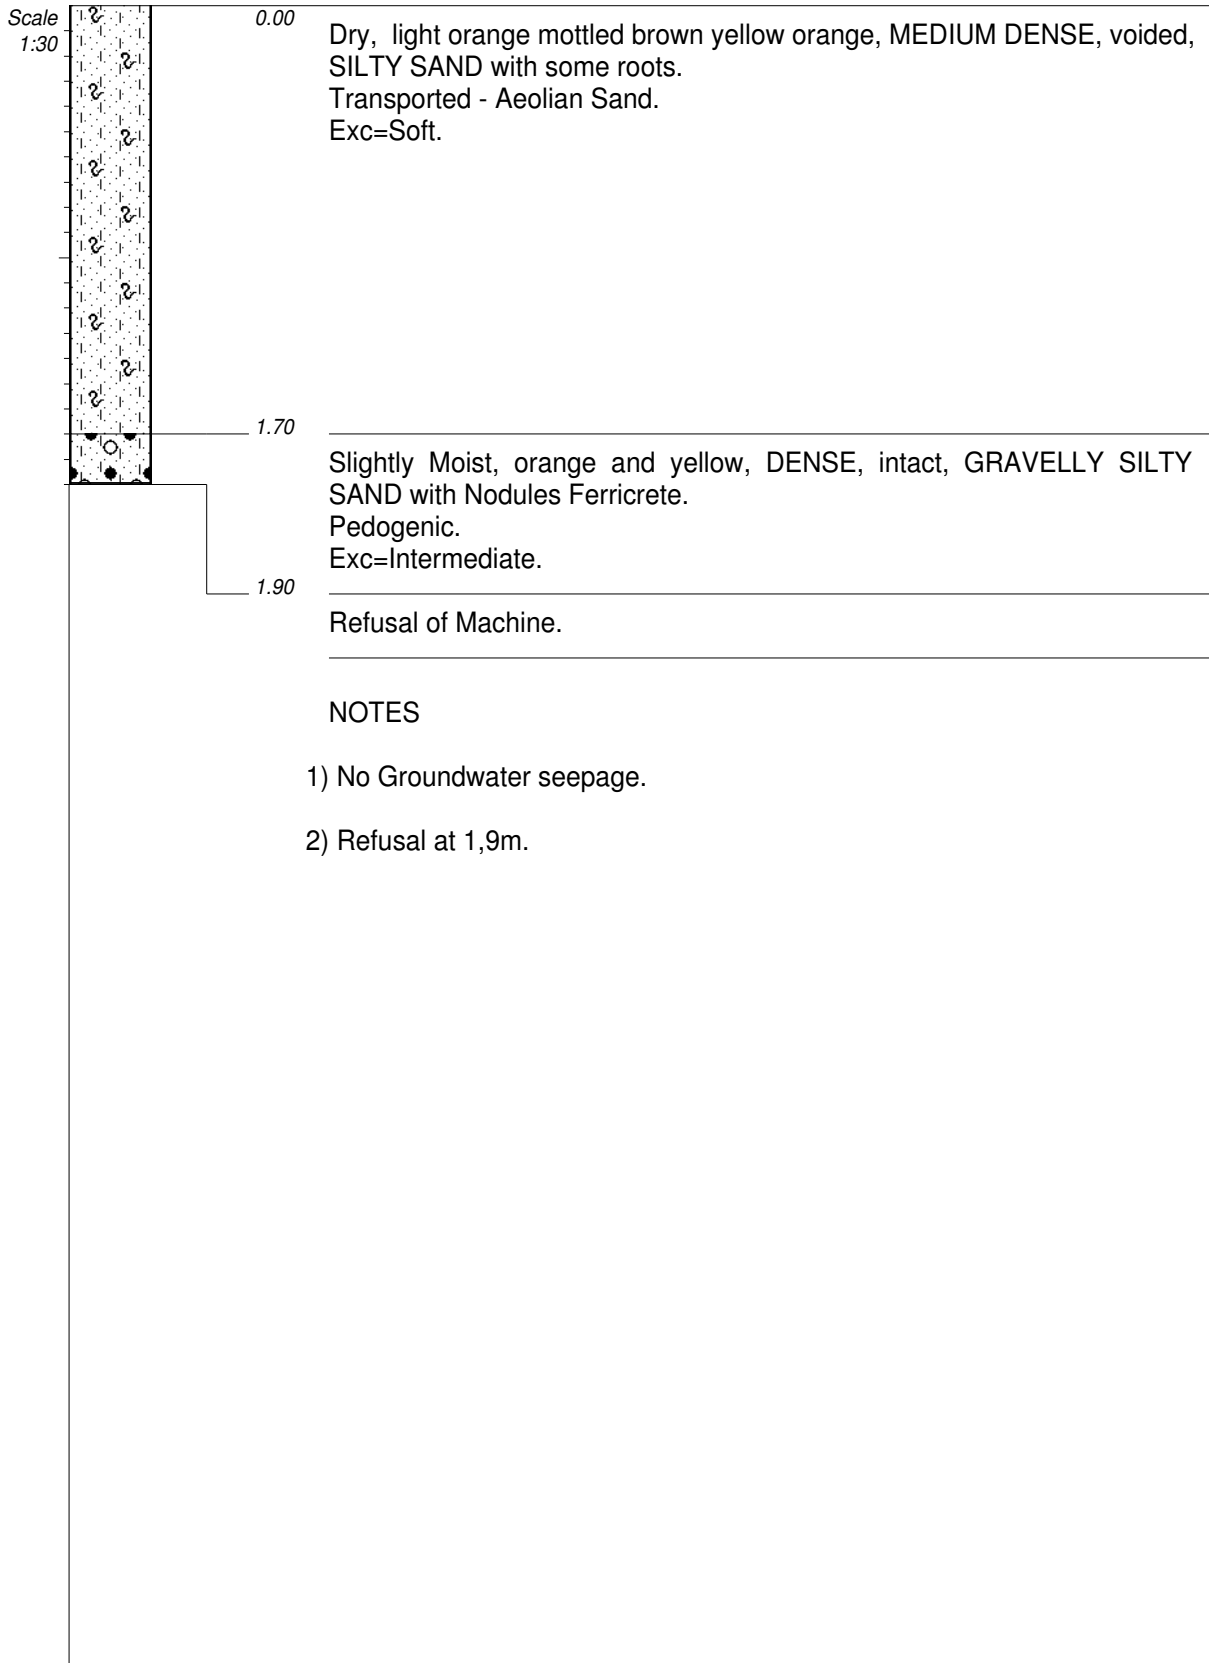 Scale
1:30
0.00
Dry, light orange mottled brown yellow orange, MEDIUM DENSE, voided,
SILTY SAND with some roots.
Transported - Aeolian Sand.
Exc=Soft.
1.70
Slightly Moist, orange and yellow, DENSE, intact, GRAVELLY SILTY
SAND with Nodules Ferricrete.
Pedogenic.
Exc=Intermediate.
1.90
Refusal of Machine.
NOTES
1) No Groundwater seepage.
2) Refusal at 1,9m.